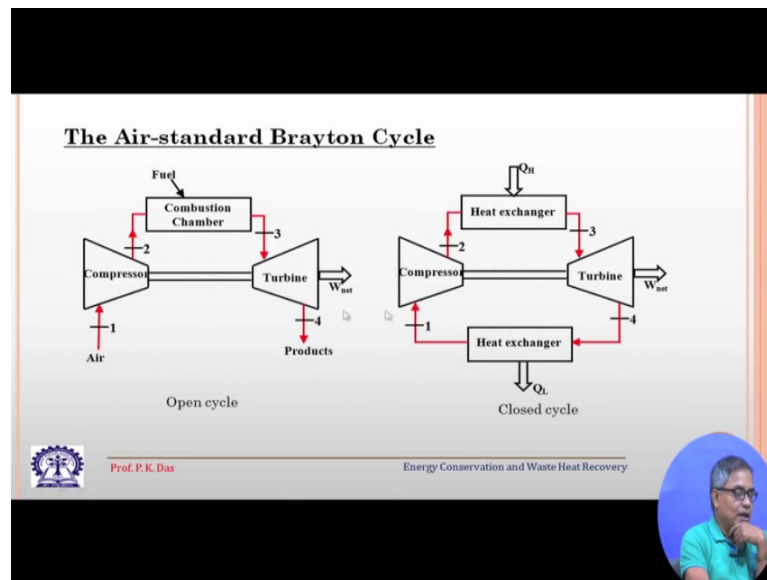 The Air-standard Brayton Cycle
Fuel
Combustion
Chamber
2
3
Compressor
Turbine
Wnet
1
4
Air
Products
Open cycle
QH
Heat exchanger
2
3
Compressor
Turbine
Wnet
1
4
Heat exchanger
QL
Closed cycle
Prof. P. K. Das
Energy Conservation and Waste Heat Recovery